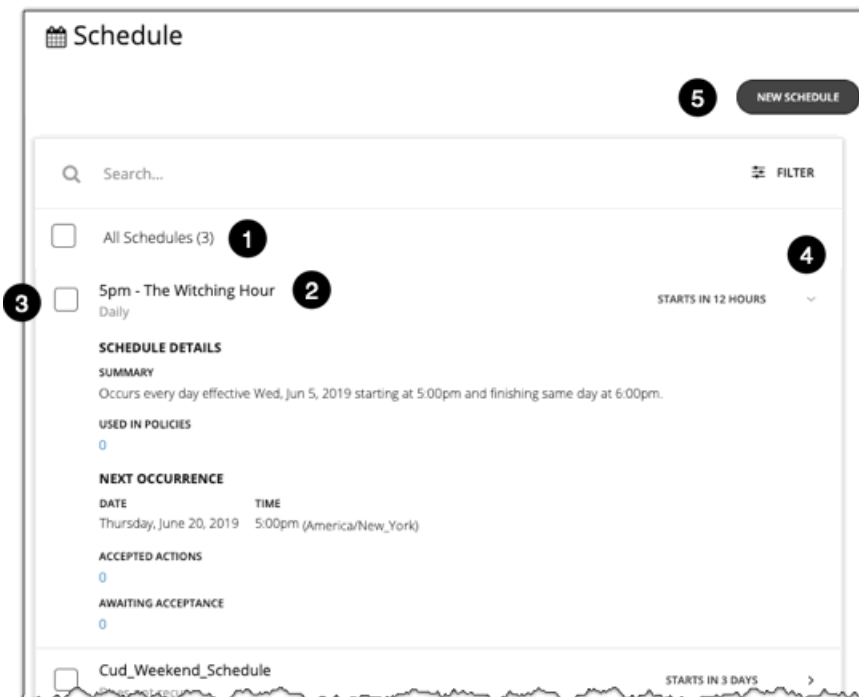 Schedule
5 NEW SCHEDULE
Search... FILTER
All Schedules (3) 1
4
3 5pm - The Witching Hour 2
STARTS IN 12 HOURS
Daily
SCHEDULE DETAILS
SUMMARY
Occurs every day effective Wed, Jun 5, 2019 starting at 5:00pm and finishing same day at 6:00pm.
USED IN POLICIES
0
NEXT OCCURRENCE
DATE TIME
Thursday, June 20, 2019 5:00pm (America/New_York)
ACCEPTED ACTIONS
0
AWAITING ACCEPTANCE
0
Cud_Weekend_Schedule
STARTS IN 3 DAYS